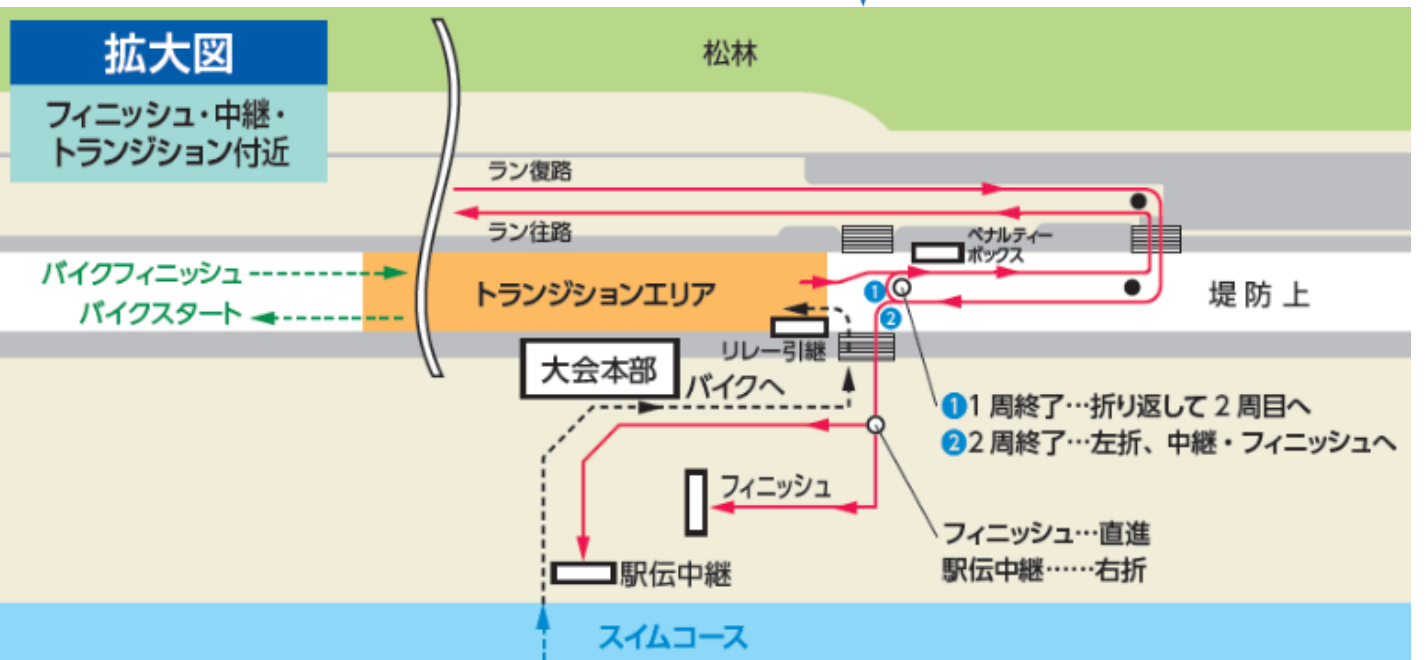 拡大図
フィニッシュ・中継・
トランジション付近
松林
ラン復路
ラン往路
ペナルティー
ボックス
バイクフィニッシュ
バイクスタート
トランジションエリア
堤防上
1
2
リレー引継
大会本部
バイクへ
1 1周終了…折り返して2周目へ
2 2周終了…左折、中継・フィニッシュへ
フィニッシュ
フィニッシュ…直進
駅伝中継……右折
駅伝中継
スイムコース